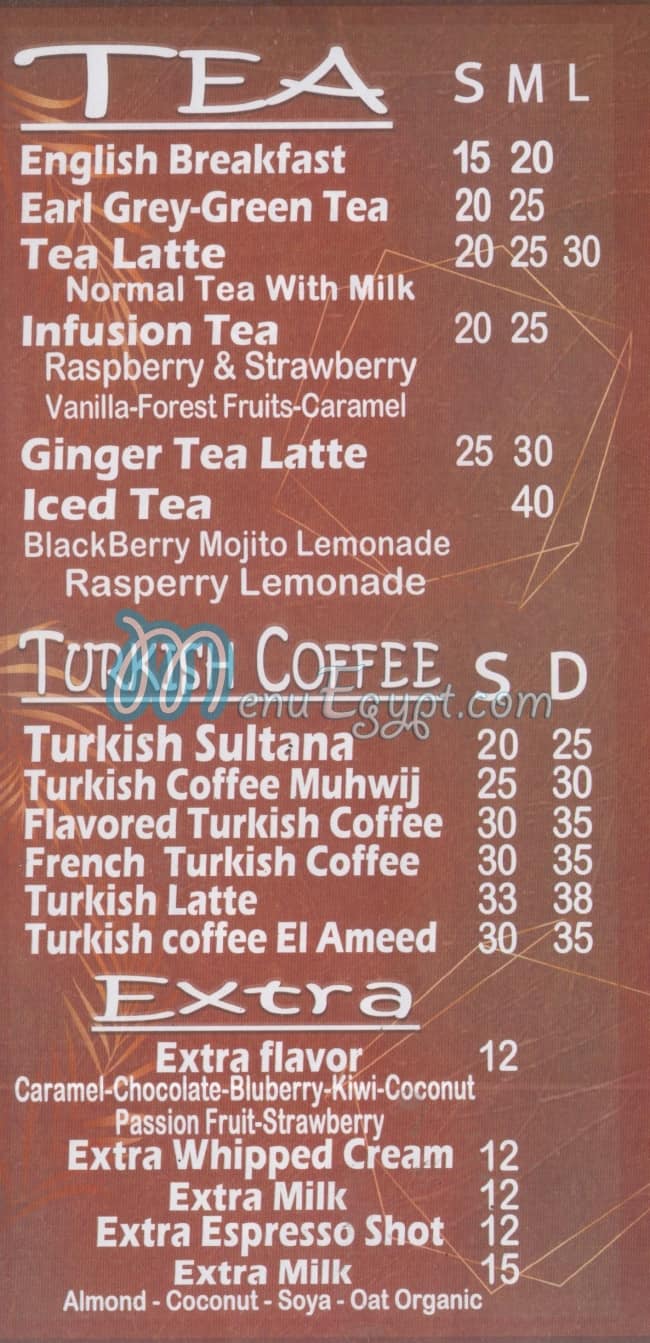 TEA S M L
English Breakfast 15 20
Earl Grey-Green Tea 20 25
Tea Latte 20 25 30
Normal Tea With Milk
Infusion Tea 20 25
Raspberry & Strawberry
Vanilla-Forest Fruits-Caramel
Ginger Tea Latte 25 30
Iced Tea 40
BlackBerry Mojito Lemonade
Rasperry Lemonade
TURKISH COFFEE S D
MenuEgypt.com
Turkish Sultana 20 25
Turkish Coffee Muhwij 25 30
Flavored Turkish Coffee 30 35
French Turkish Coffee 30 35
Turkish Latte 33 38
Turkish coffee El Ameed 30 35
Extra
Extra flavor 12
Caramel-Chocolate-Bluberry-Kiwi-Coconut
Passion Fruit-Strawberry
Extra Whipped Cream 12
Extra Milk 12
Extra Espresso Shot 12
Extra Milk 15
Almond - Coconut - Soya - Oat Organic